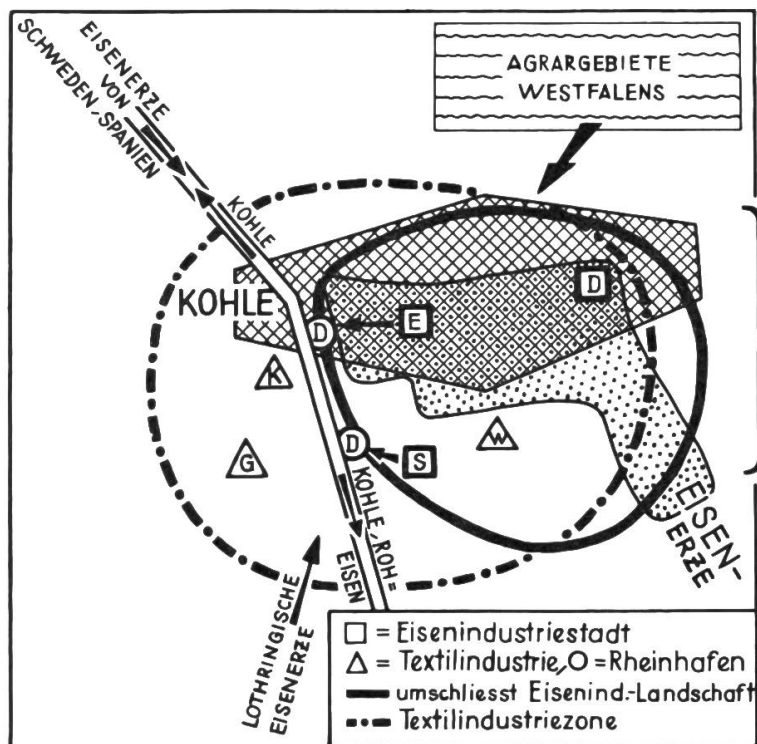 EISENERZE
VON
SCHWEDEN, SPANIEN
AGRARGEBIETE
WESTFALENS
KOHLE
KOHLE
D
E
D
K
G
D
S
W
KOHLE, ROH=
EISEN
LOTHRINGISCHE
EISENERZE
EISEN-
ERZE
□ = Eisenindustriestadt
△ = Textilindustrie, O = Rheinhafen
umschliesst Eisenind.-Landschaft
Textilindustriezone